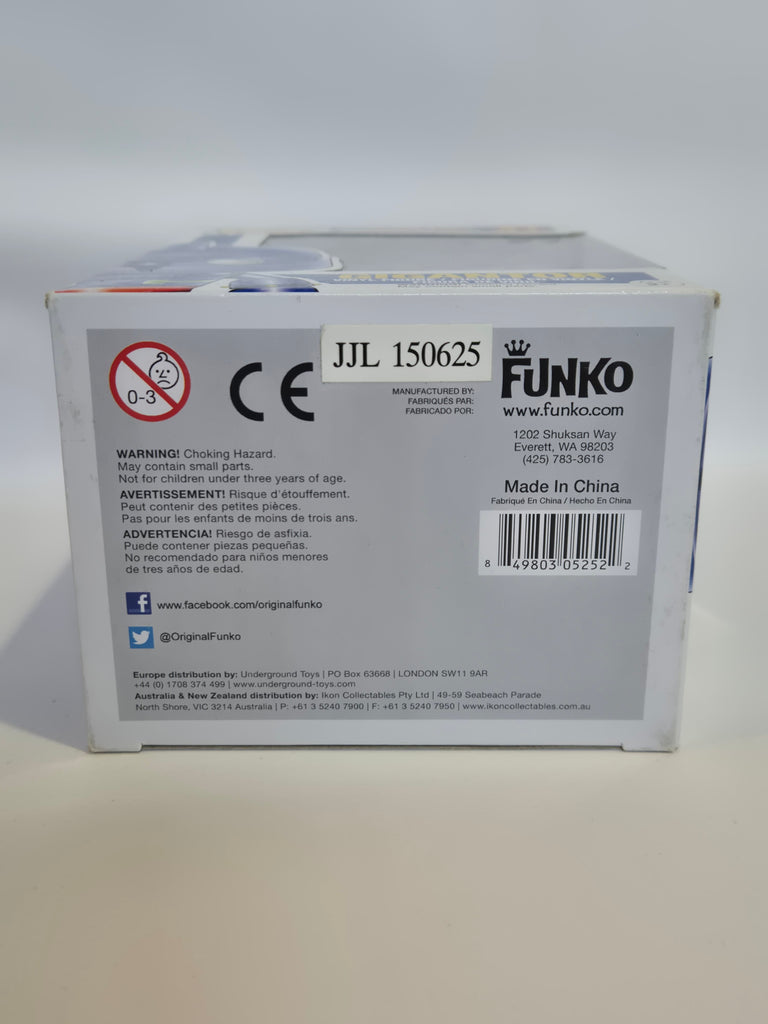 JJL 150625
0-3
CE
MANUFACTURED BY:
FABRIQUÉS PAR:
FABRICADO POR:
FUNKO
www.funko.com
1202 Shuksan Way
Everett, WA 98203
(425) 783-3616
Made In China
Fabriqué En China / Hecho En China
8 49803 05252 2
WARNING! Choking Hazard.
May contain small parts.
Not for children under three years of age.
AVERTISSEMENT! Risque d'étouffement.
Peut contenir des petites pièces.
Pas pour les enfants de moins de trois ans.
ADVERTENCIA! Riesgo de asfixia.
Puede contener piezas pequeñas.
No recomendado para niños menores
de tres años de edad.
f www.facebook.com/originalfunko
@OriginalFunko
Europe distribution by: Underground Toys | PO Box 63668 | LONDON SW11 9AR
+44 (0) 1708 374 499 | www.underground-toys.com
Australia & New Zealand distribution by: Ikon Collectables Pty Ltd | 49-59 Seabeach Parade
North Shore, VIC 3214 Australia | P: +61 3 5240 7900 | F: +61 3 5240 7950 | www.ikoncollectables.com.au